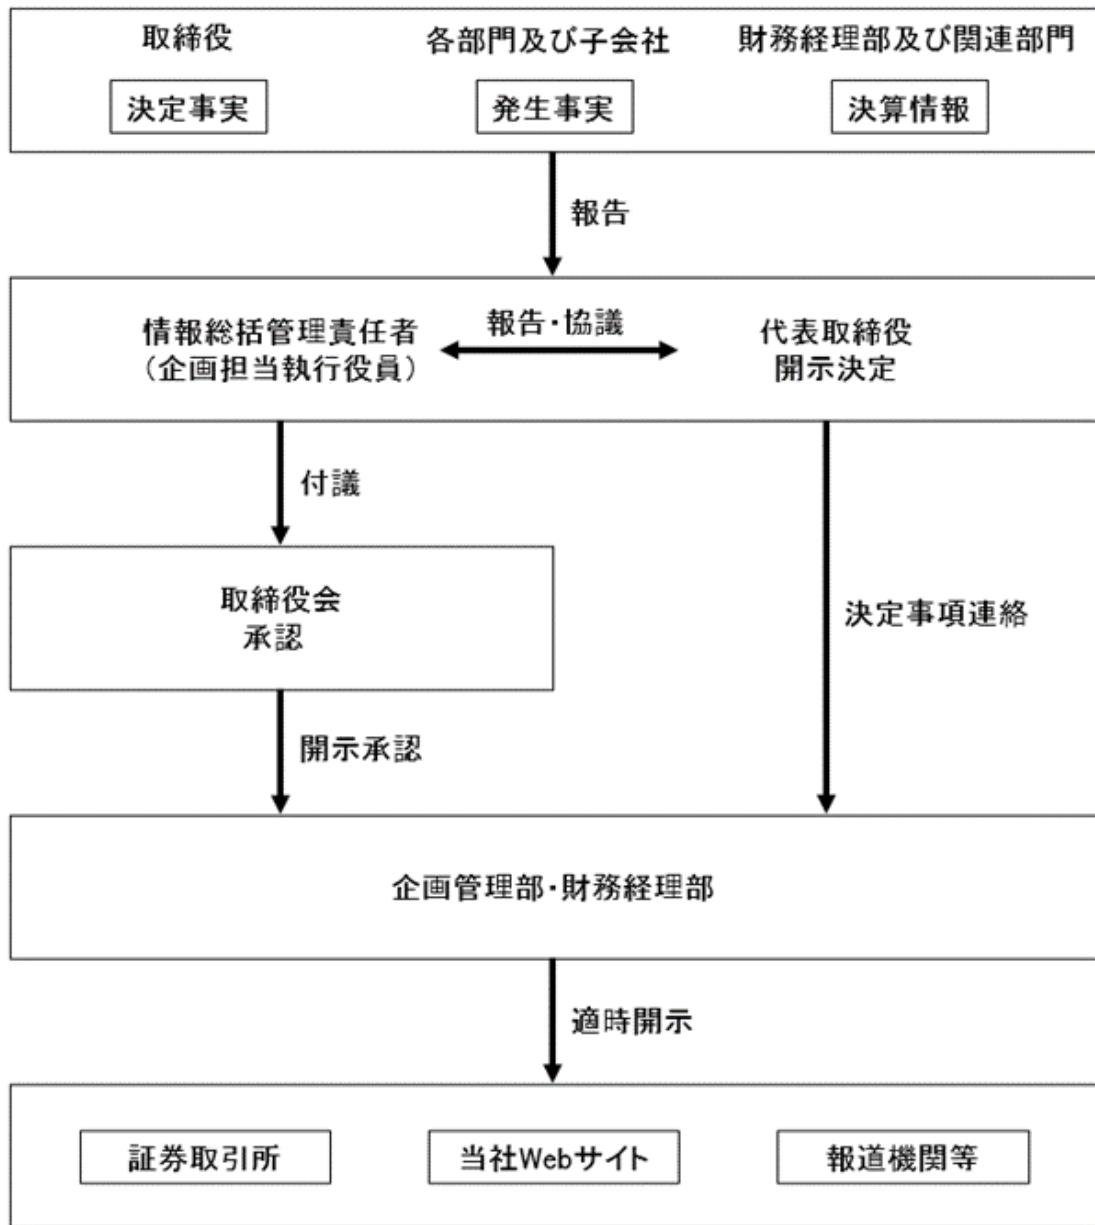 取締役
各部門及び子会社
財務経理部及び関連部門
決定事実
発生事実
決算情報
報告
情報総括管理責任者
（企画担当執行役員）
報告・協議
代表取締役
開示決定
付議
取締役会
承認
決定事項連絡
開示承認
企画管理部・財務経理部
適時開示
証券取引所
当社Webサイト
報道機関等